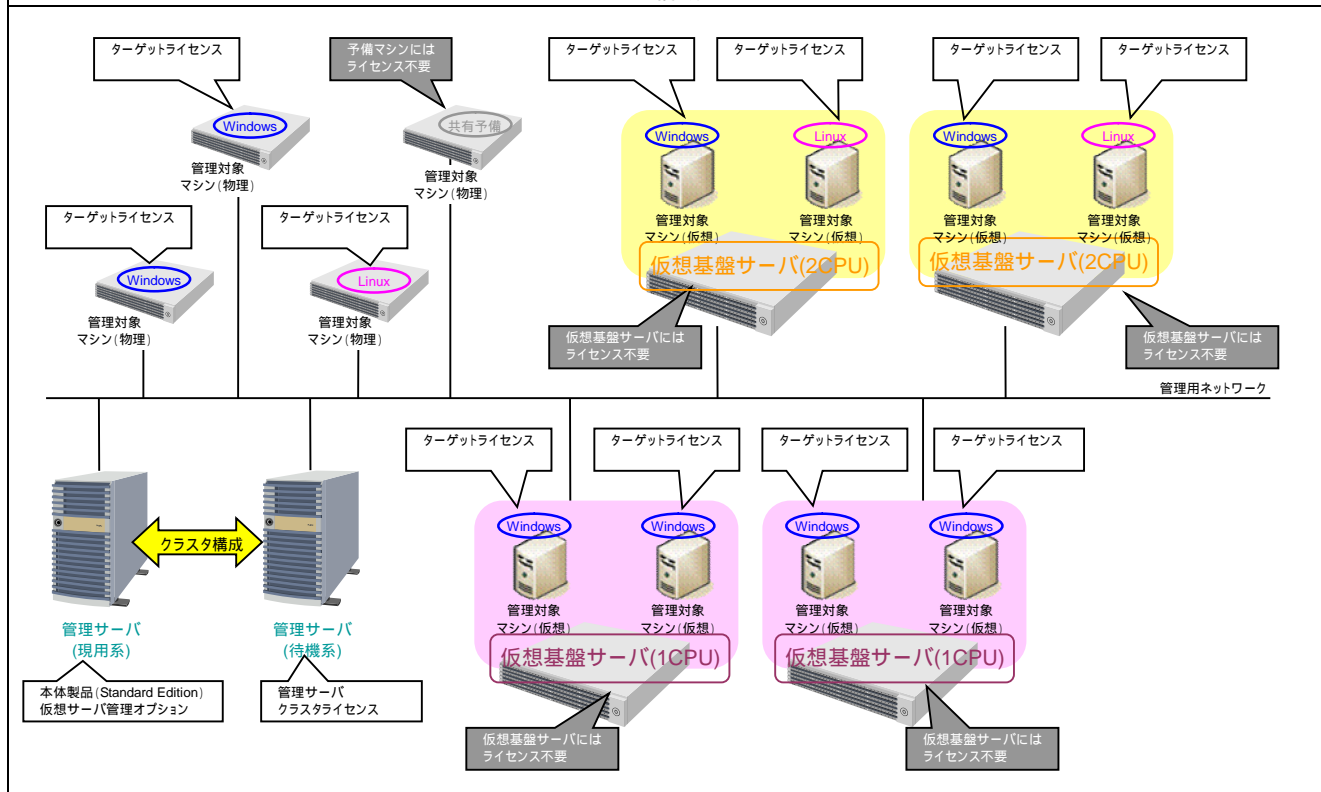 ターゲットライセンス
予備マシンには
ライセンス不要
ターゲットライセンス
ターゲットライセンス
ターゲットライセンス
ターゲットライセンス
Windows
共有予備
管理対象
マシン(物理)
管理対象
マシン(物理)
ターゲットライセンス
ターゲットライセンス
Windows
Linux
管理対象
マシン(物理)
管理対象
マシン(物理)
Windows
Linux
管理対象
マシン(仮想)
管理対象
マシン(仮想)
仮想基盤サーバ(2CPU)
仮想基盤サーバには
ライセンス不要
Windows
Linux
管理対象
マシン(仮想)
管理対象
マシン(仮想)
仮想基盤サーバ(2CPU)
仮想基盤サーバには
ライセンス不要
管理用ネットワーク
クラスタ構成
管理サーバ
(現用系)
本体製品(Standard Edition)
仮想サーバ管理オプション
管理サーバ
(待機系)
管理サーバ
クラスタライセンス
ターゲットライセンス
ターゲットライセンス
Windows
Windows
管理対象
マシン(仮想)
管理対象
マシン(仮想)
仮想基盤サーバ(1CPU)
仮想基盤サーバには
ライセンス不要
ターゲットライセンス
ターゲットライセンス
Windows
Windows
管理対象
マシン(仮想)
管理対象
マシン(仮想)
仮想基盤サーバ(1CPU)
仮想基盤サーバには
ライセンス不要